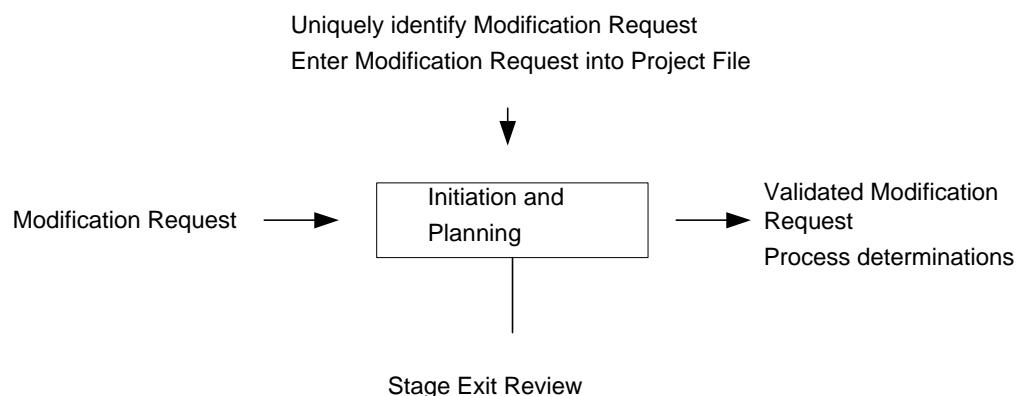 Uniquely identify Modification Request
Enter Modification Request into Project File
Modification Request
Initiation and
Planning
Validated Modification
Request
Process determinations
Stage Exit Review